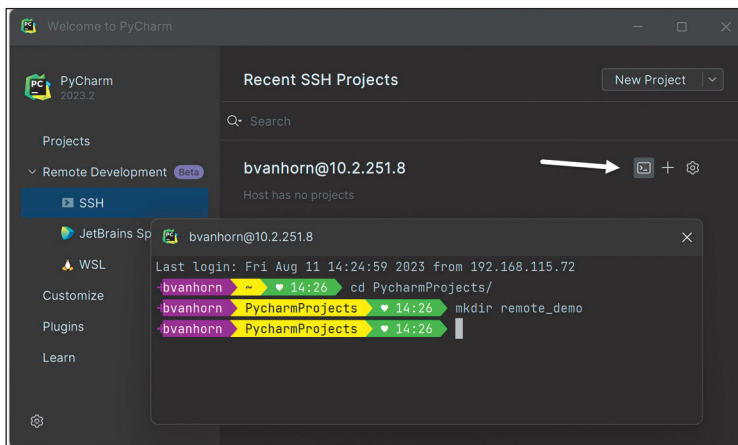 Welcome to PyCharm
PyCharm
2023.2
Projects
Remote Development Beta
SSH
JetBrains Sp
WSL
Customize
Plugins
Learn
Recent SSH Projects
New Project
Search
bvanhorn@10.2.251.8
Host has no projects
bvanhorn@10.2.251.8
Last login: Fri Aug 11 14:24:59 2023 from 192.168.115.72
bvanhorn ~ ♥ 14:26 cd PycharmProjects/
bvanhorn PycharmProjects ♥ 14:26 mkdir remote_demo
bvanhorn PycharmProjects ♥ 14:26